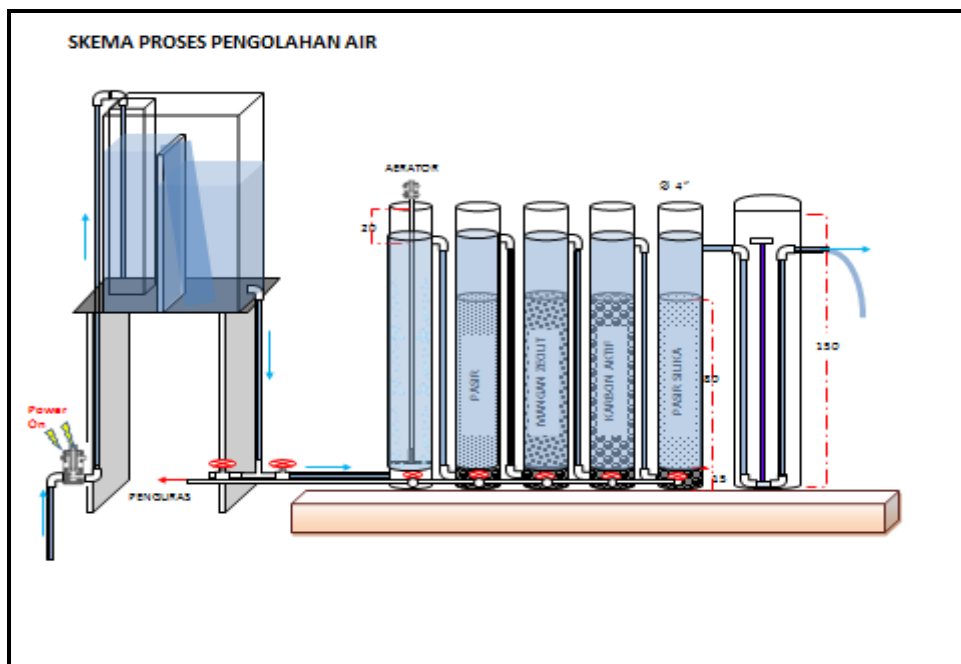 SKEMA PROSES PENGOLAHAN AIR
AERATOR
Ø 4"
20
150
PASIR
MANGAN ZEOLIT
KARBON AKTIF
PASIR SILIKA
80
Power
On
15
PENGURAS